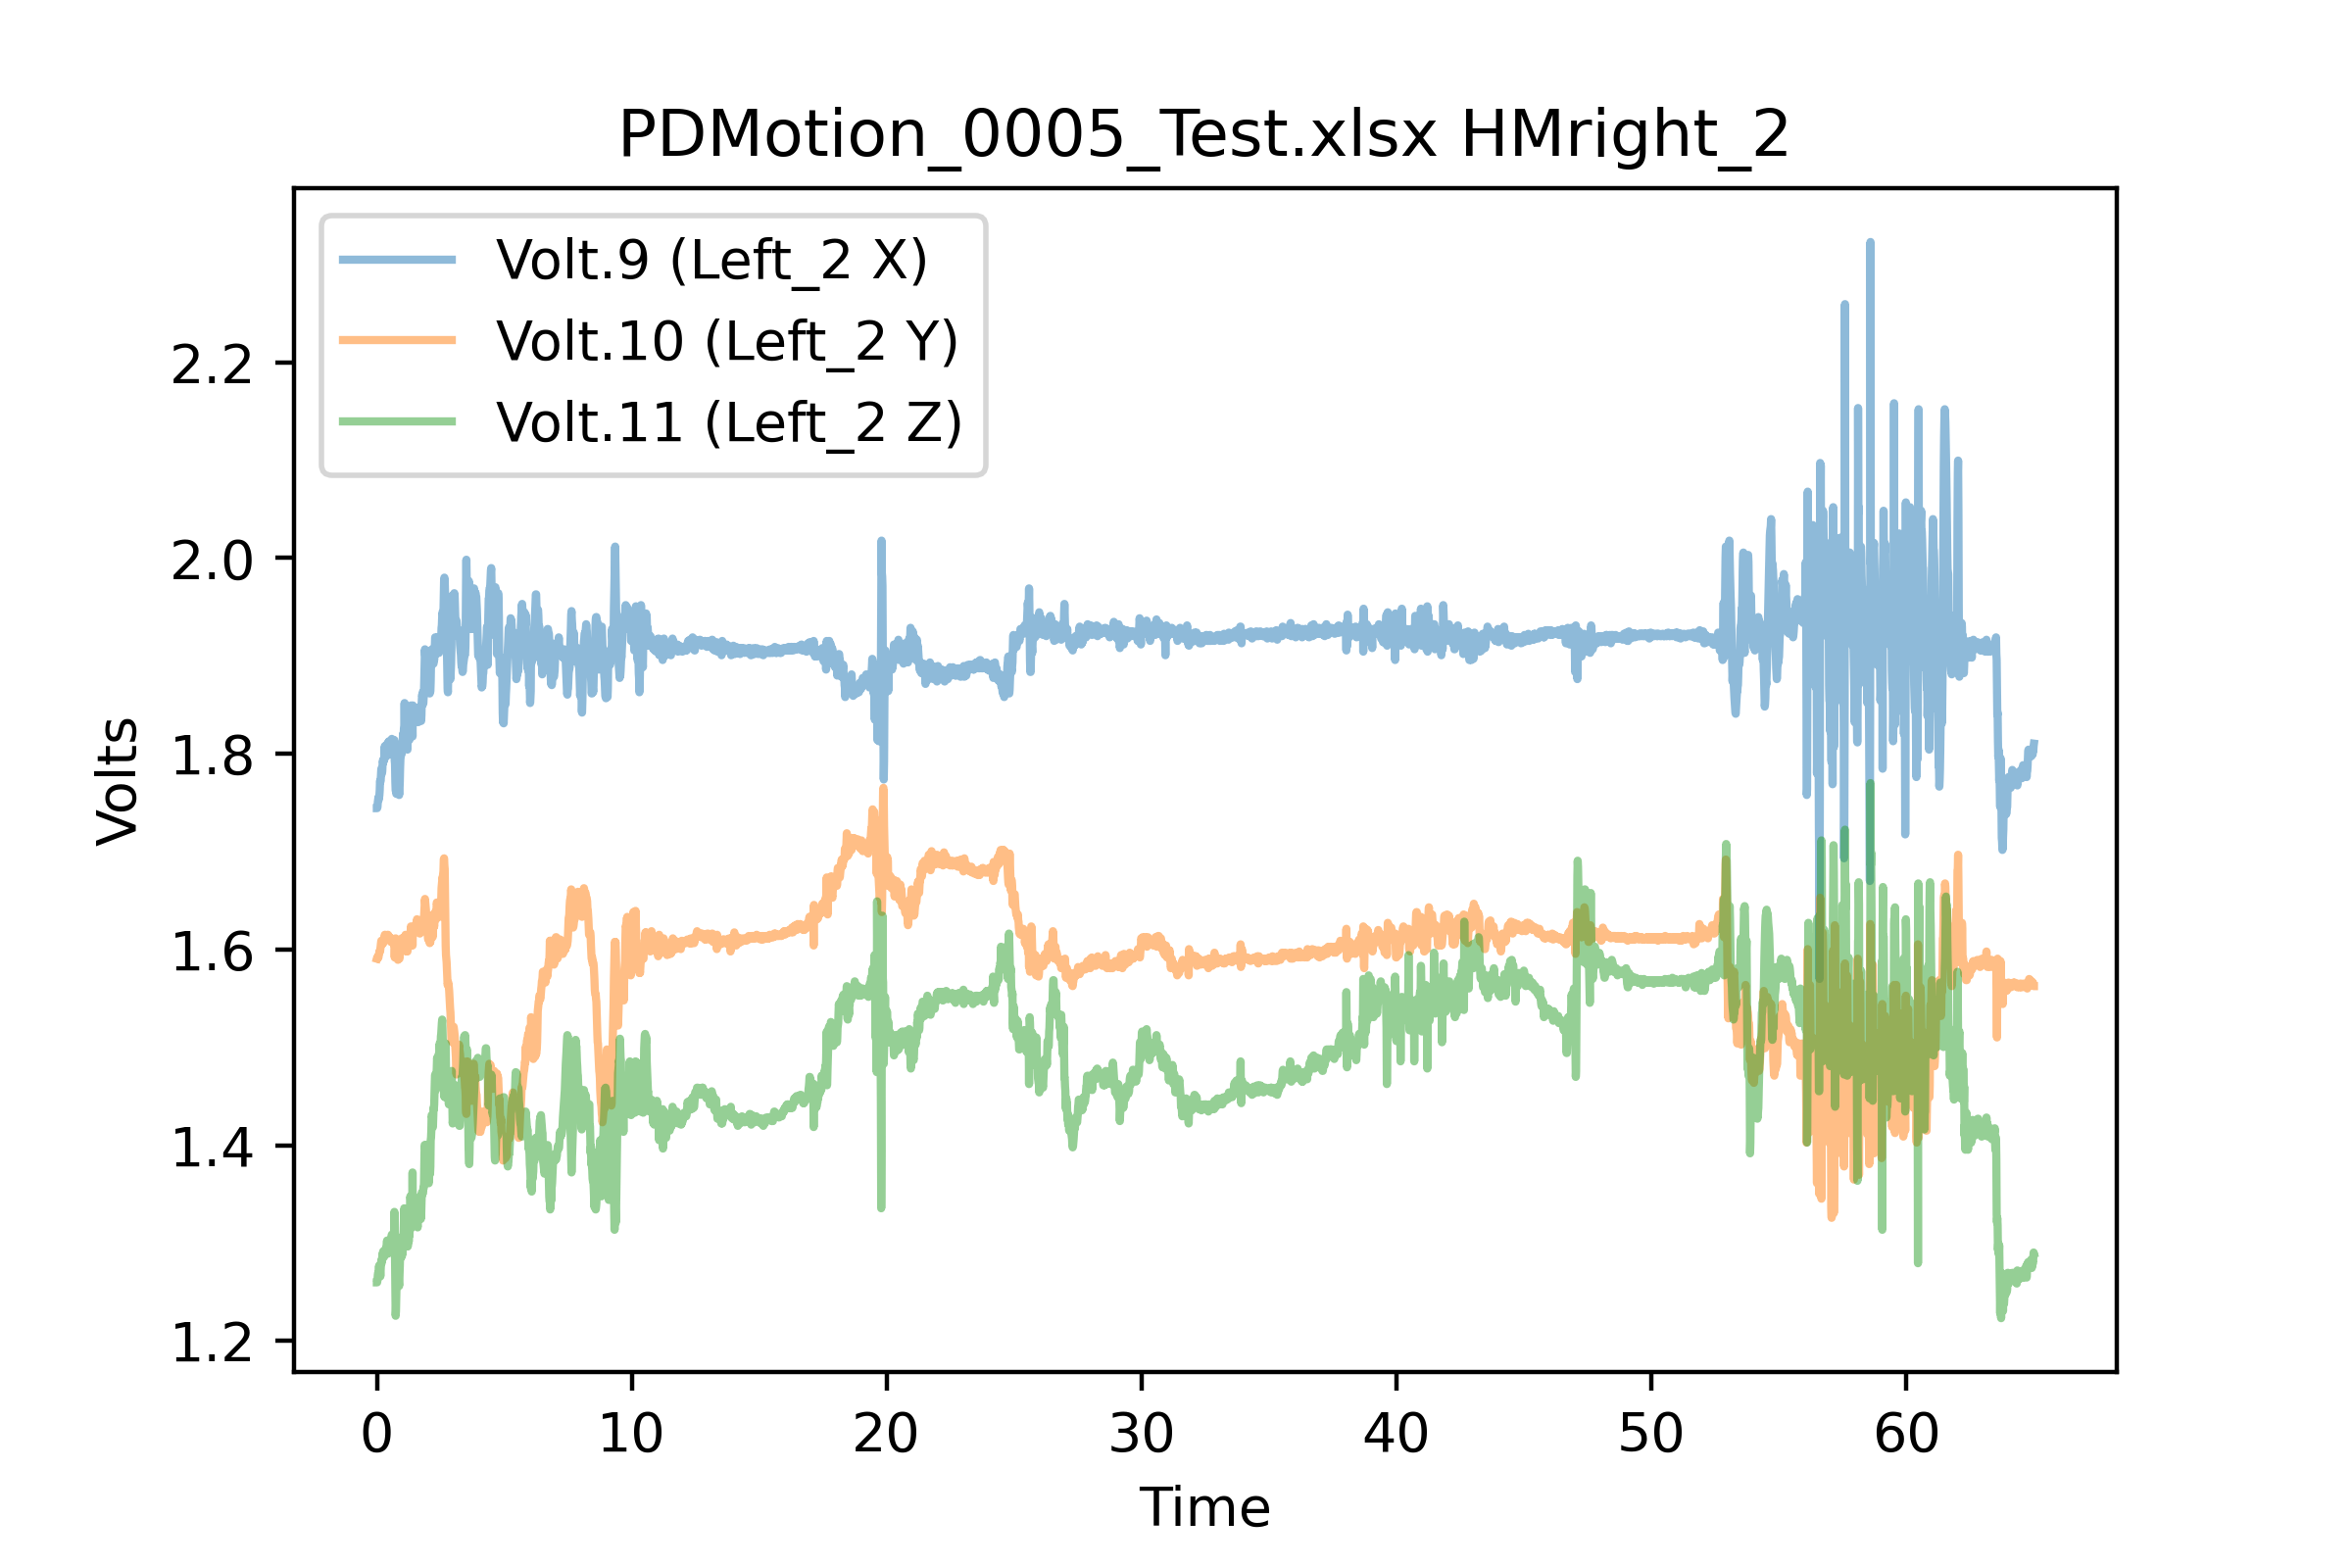 PDMotion_0005_Test.xlsx HMright_2
Volt.9 (Left_2 X)
Volt.10 (Left_2 Y)
Volt.11 (Left_2 Z)
2.2
2.0
1.8
1.6
1.4
1.2
Volts
0 10 20 30 40 50 60
Time